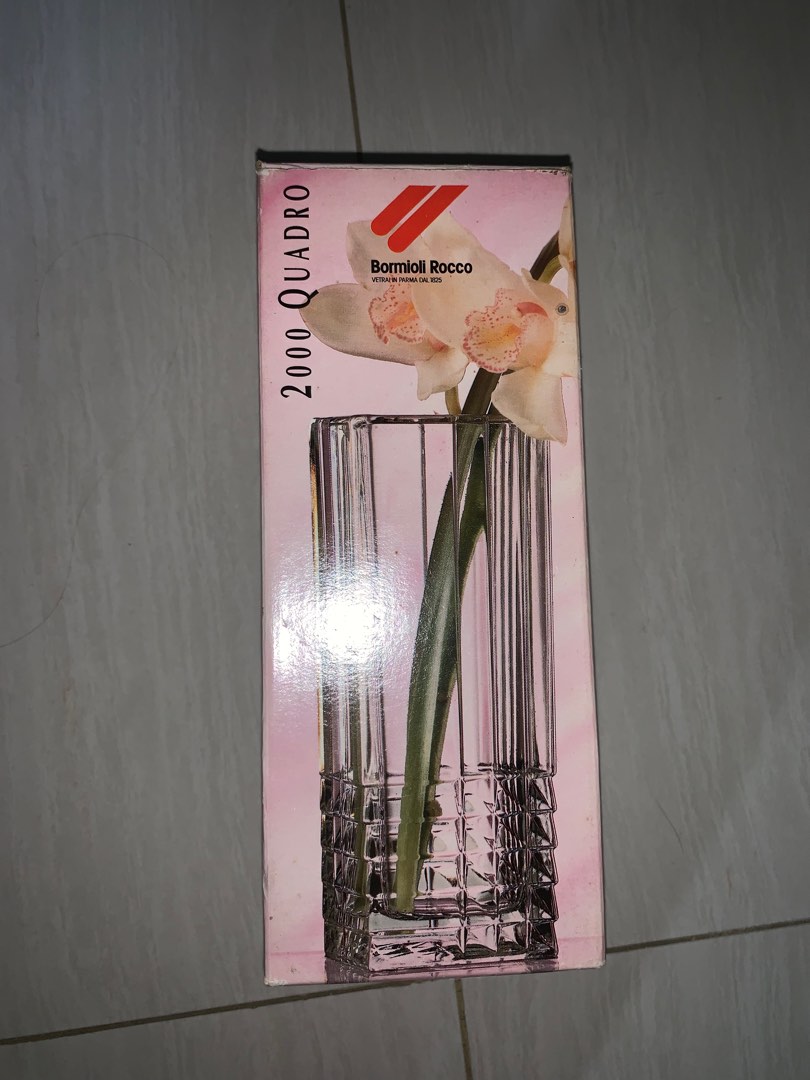 2000 QUADRO
Bormioli Rocco
VETRAI IN PARMA DAL 1825